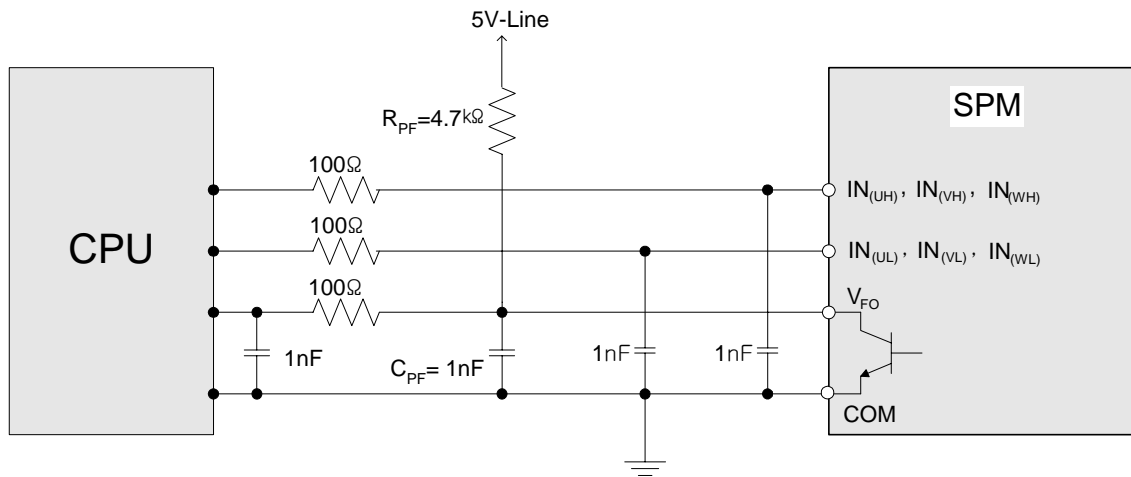 5V-Line
SPM
R_PF=4.7kΩ
100Ω
IN(UH), IN(VH), IN(WH)
CPU
100Ω
IN(UL), IN(VL), IN(WL)
100Ω
V_FO
1nF
C_PF= 1nF
1nF
1nF
COM